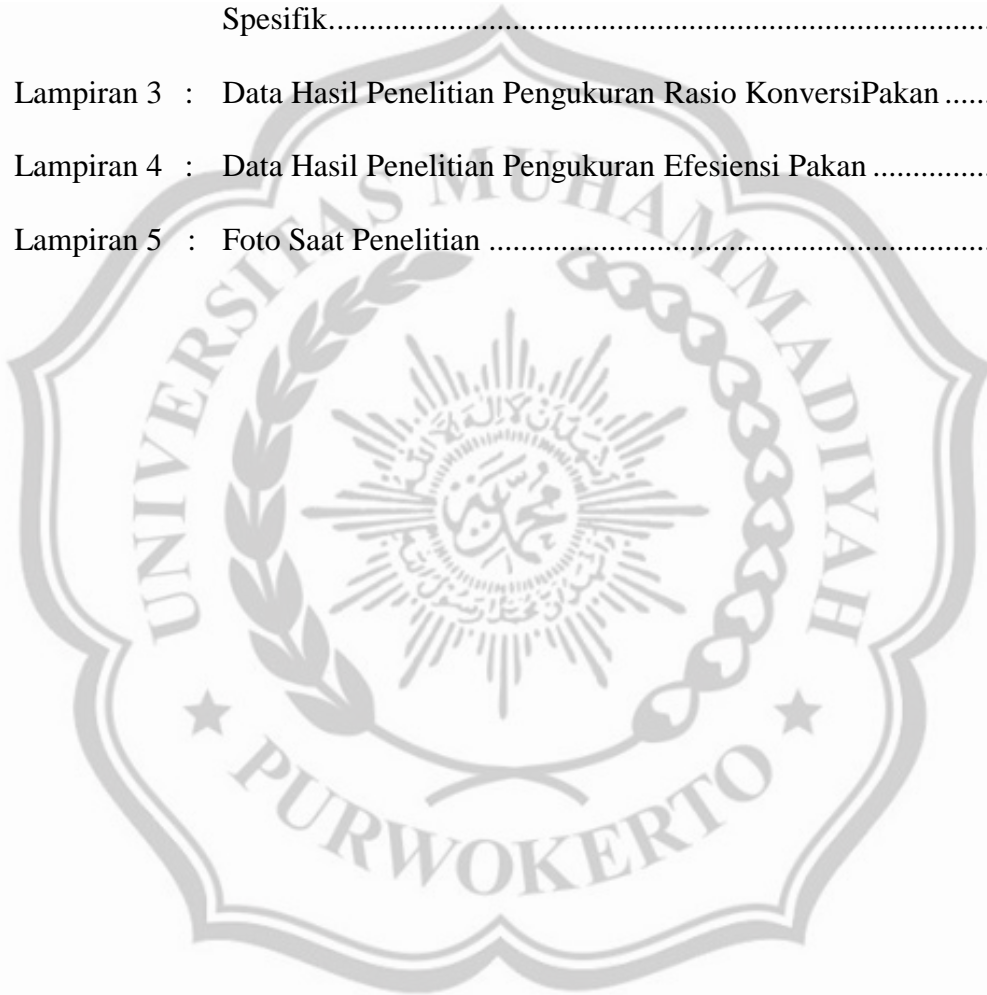 Spesifik..........................................................................
Lampiran 3 : Data Hasil Penelitian Pengukuran Rasio KonversiPakan ......
Lampiran 4 : Data Hasil Penelitian Pengukuran Efesiensi Pakan ...............
Lampiran 5 : Foto Saat Penelitian .................................................................
UNIVERSITAS MUHAMMADIYAH
محمدية
PURWOKERTO